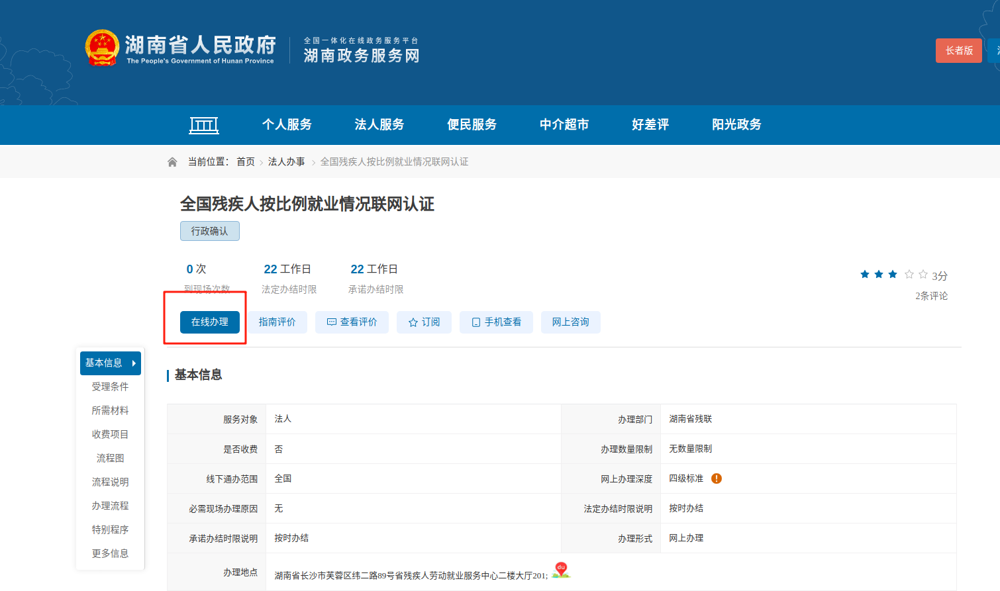 湖南省人民政府
The People's Government of Hunan Province
全国一体化在线政务服务平台
湖南政务服务网
长者版
个人服务 法人服务 便民服务 中介超市 好差评 阳光政务
当前位置： 首页 > 法人办事 > 全国残疾人按比例就业情况联网认证
全国残疾人按比例就业情况联网认证
行政确认
0 次 22 工作日 22 工作日
到现场次数 法定办结时限 承诺办结时限
3分
2条评论
在线办理 指南评价 查看评价 订阅 手机查看 网上咨询
基本信息
受理条件
所需材料
收费项目
流程图
流程说明
办理流程
特别程序
更多信息
基本信息
服务对象 法人 办理部门 湖南省残联
是否收费 否 办理数量限制 无数量限制
线下通办范围 全国 网上办理深度 四级标准
必需现场办理原因 无 法定办结时限说明 按时办结
承诺办结时限说明 按时办结 办理形式 网上办理
办理地点 湖南省长沙市芙蓉区纬二路89号省残疾人劳动就业服务中心二楼大厅201; du